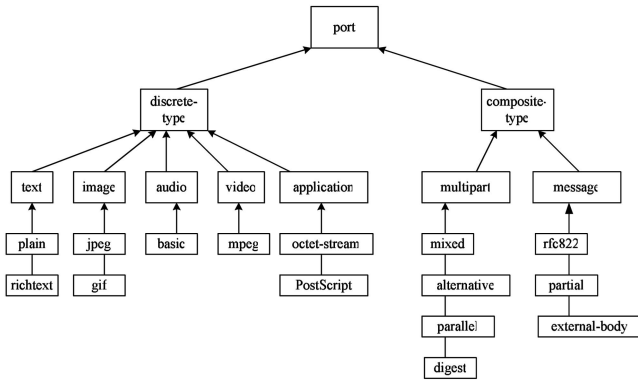 port
discrete-
type
composite-
type
text
image
audio
video
application
multipart
message
plain
jpeg
basic
mpeg
octet-stream
mixed
rfc822
richtext
gif
PostScript
alternative
partial
parallel
external-body
digest